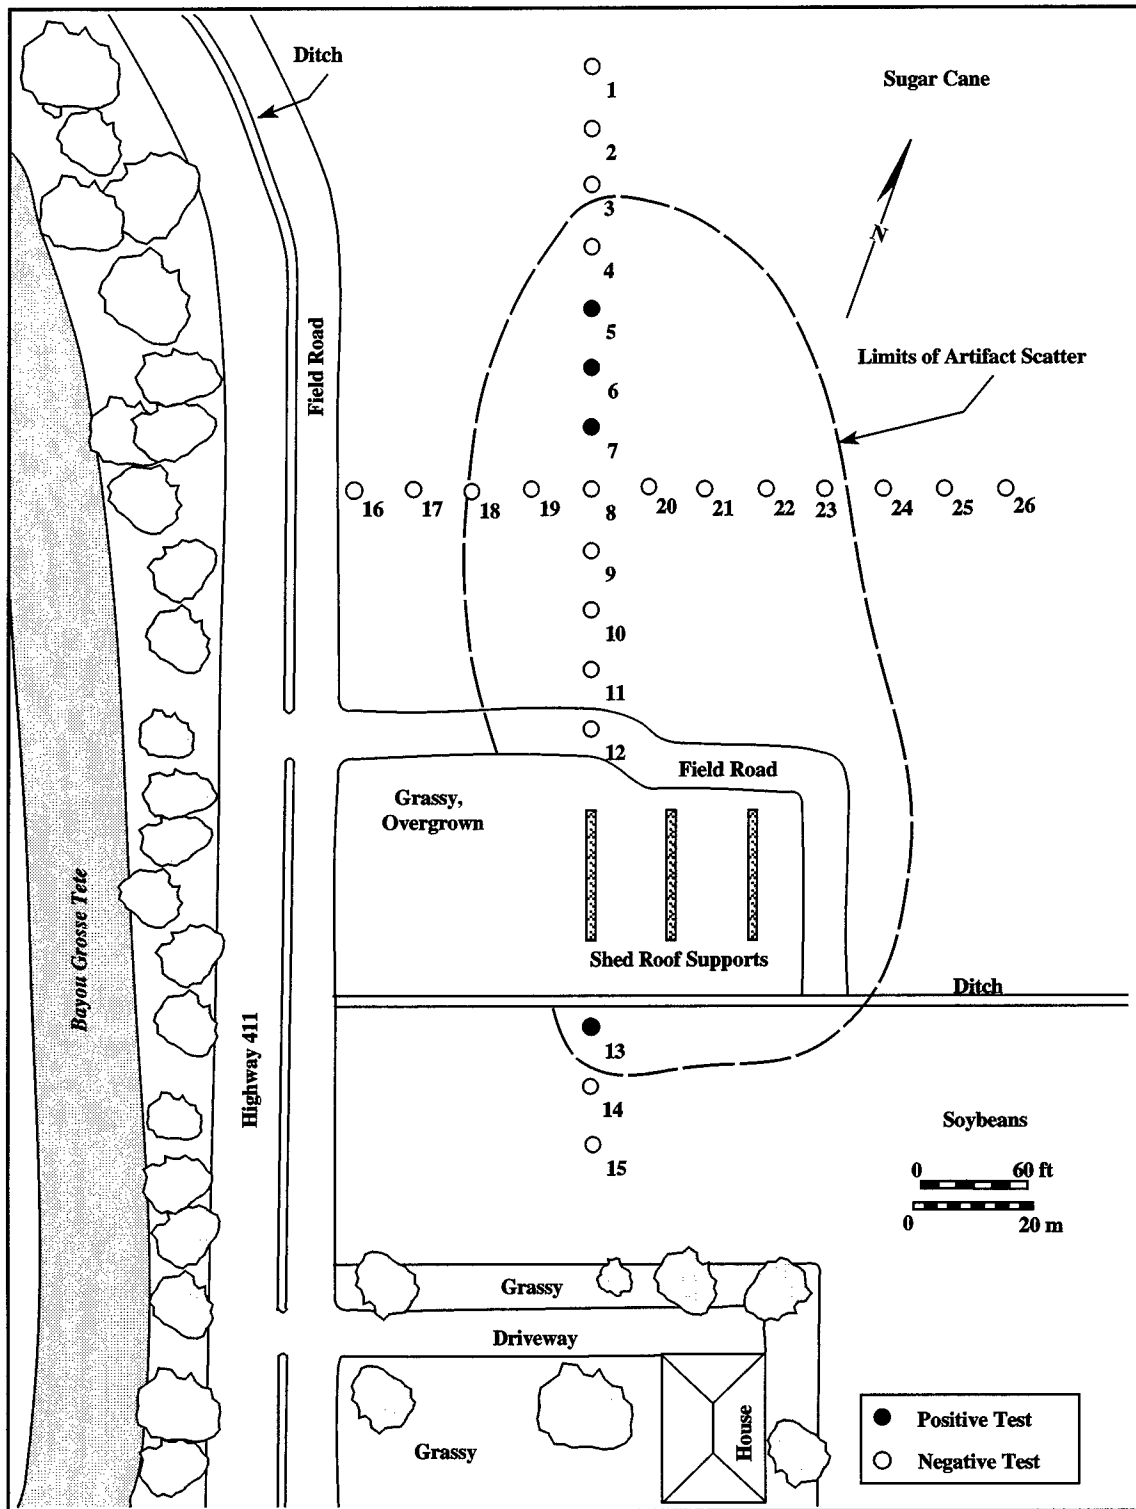 Ditch
Sugar Cane
1
2
3
N
4
5
Limits of Artifact Scatter
Field Road
6
7
16
17
18
19
8
20
21
22
23
24
25
26
9
10
11
12
Field Road
Grassy,
Overgrown
Bayou Grosse Tete
Shed Roof Supports
Ditch
Highway 411
13
14
Soybeans
15
0 60 ft
0 20 m
Grassy
Driveway
House
Grassy
Positive Test
Negative Test